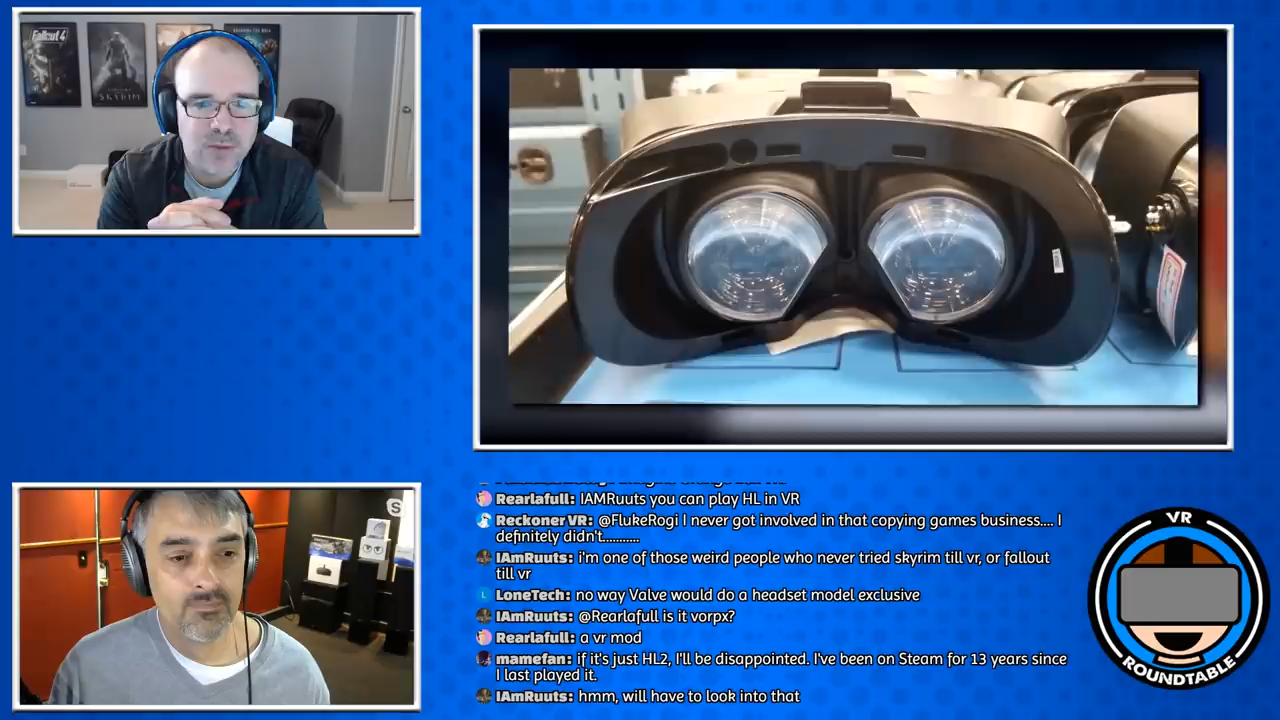 Fallout 4
SKYRIM
Rearlafull: IAMRuuts you can play HL in VR
Reckoner VR: @FlukeRogi I never got involved in that copying games business.... I
definitely didn't...........
IAmRuuts: i'm one of those weird people who never tried skyrim till vr, or fallout
till vr
LoneTech: no way Valve would do a headset model exclusive
IAmRuuts: @Rearlafull is it vorpx?
Rearlafull: a vr mod
mamefan: if it's just HL2, I'll be disappointed. I've been on Steam for 13 years since
I last played it.
IAmRuuts: hmm, will have to look into that
VR
ROUNDTABLE